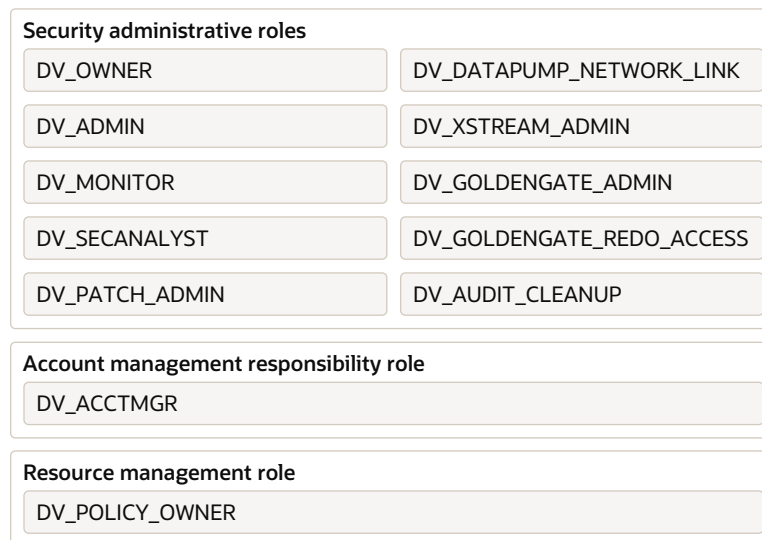 Security administrative roles
DV_OWNER DV_DATAPUMP_NETWORK_LINK
DV_ADMIN DV_XSTREAM_ADMIN
DV_MONITOR DV_GOLDENGATE_ADMIN
DV_SECANALYST DV_GOLDENGATE_REDO_ACCESS
DV_PATCH_ADMIN DV_AUDIT_CLEANUP
Account management responsibility role
DV_ACCTMGR
Resource management role
DV_POLICY_OWNER